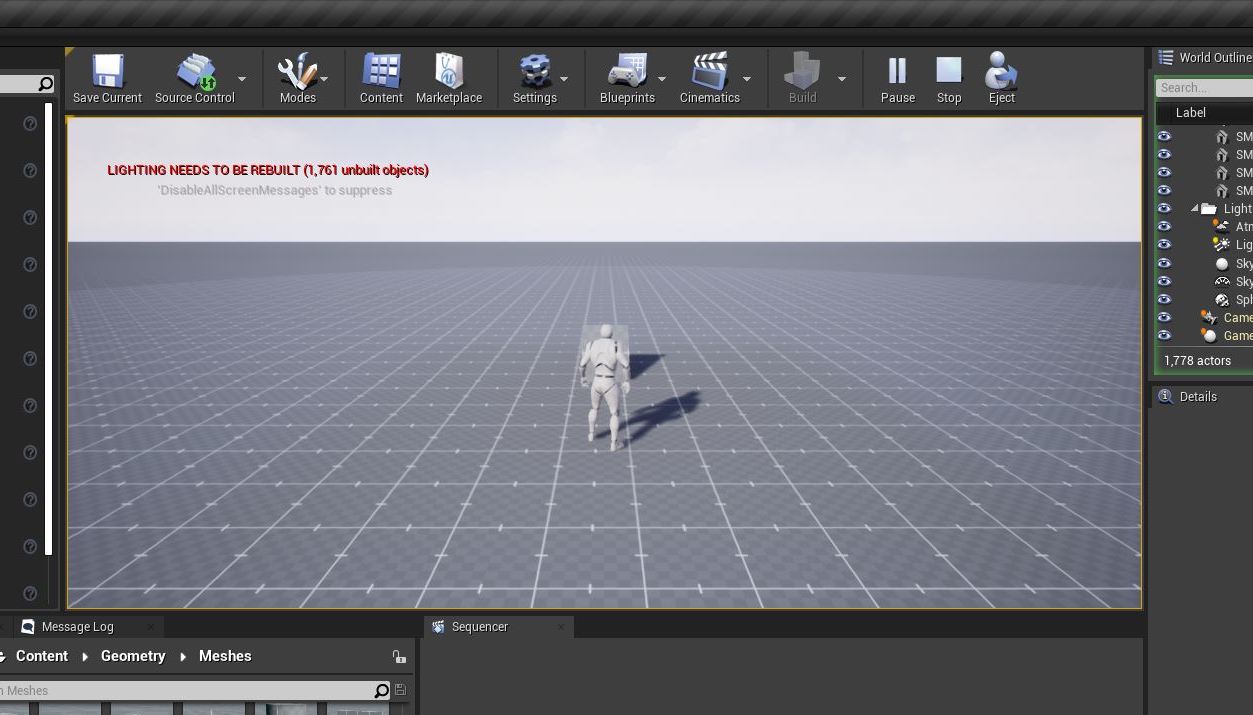 Save Current
Source Control
Modes
Content
Marketplace
Settings
Blueprints
Cinematics
Build
Pause
Stop
Eject
World Outline
Search...
Label
LIGHTING NEEDS TO BE REBUILT (1,761 unbuilt objects)
'DisableAllScreenMessages' to suppress
SM
SM
SM
SM
Light
Atm
Lig
Sky
Sky
Sph
Came
Game
1,778 actors
Details
Message Log
Sequencer
Content
Geometry
Meshes
Meshes